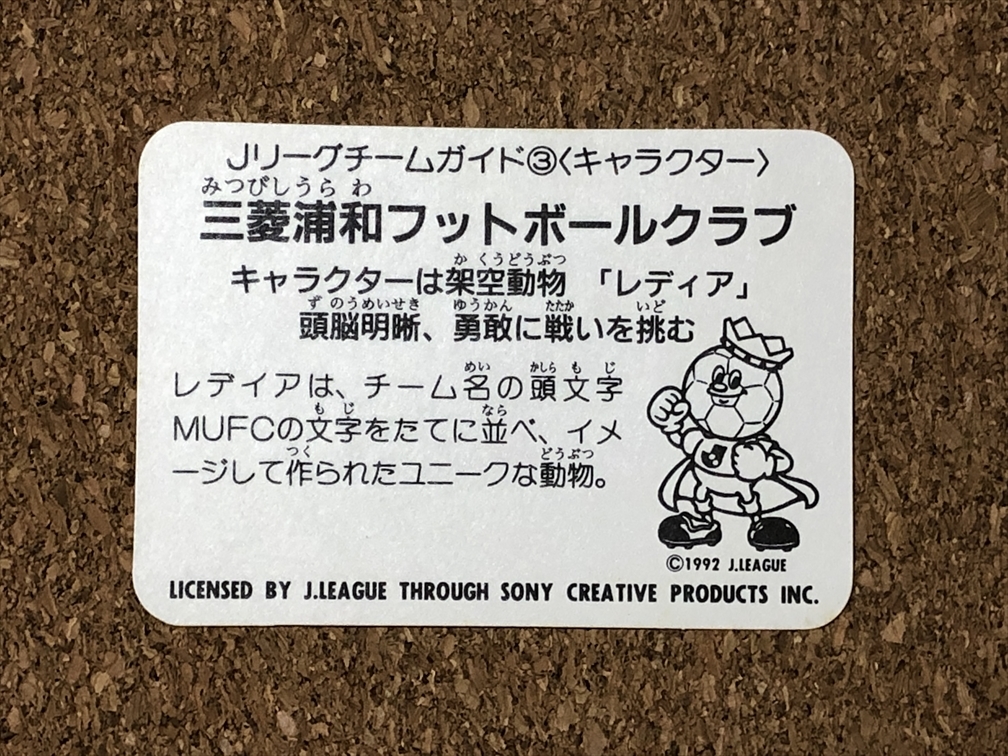 Jリーグチームガイド③〈キャラクター〉
みつびしうらわ
三菱浦和フットボールクラブ
かくうどうぶつ
キャラクターは架空動物 「レディア」
ずのうめいせき ゆうかん たたか いど
頭脳明晰、勇敢に戦いを挑む
めい かしら もじ
レデイアは、チーム名の頭文字
もじ なら
MUFCの文字をたてに並べ、イメ
つく どうぶつ
ージして作られたユニークな動物。
©1992 J.LEAGUE
LICENSED BY J.LEAGUE THROUGH SONY CREATIVE PRODUCTS INC.